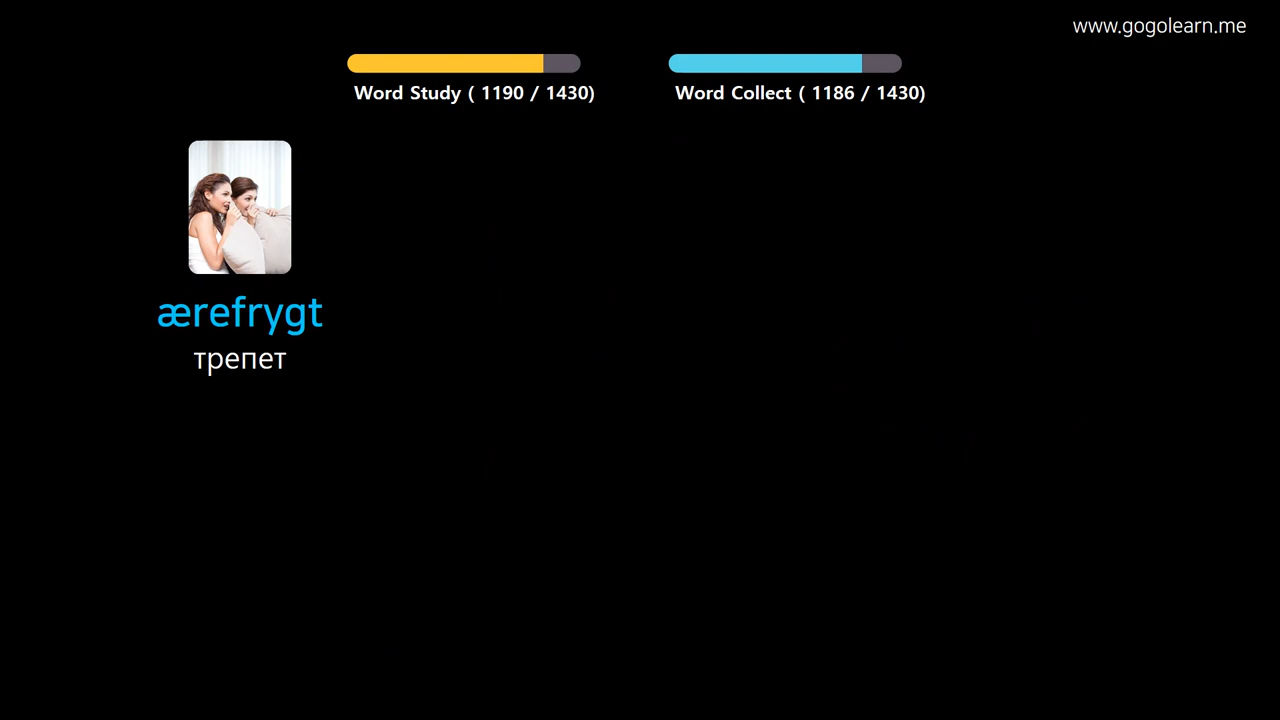 www.gogolearn.me
Word Study ( 1190 / 1430)
Word Collect ( 1186 / 1430)
ærefrygt
трепет